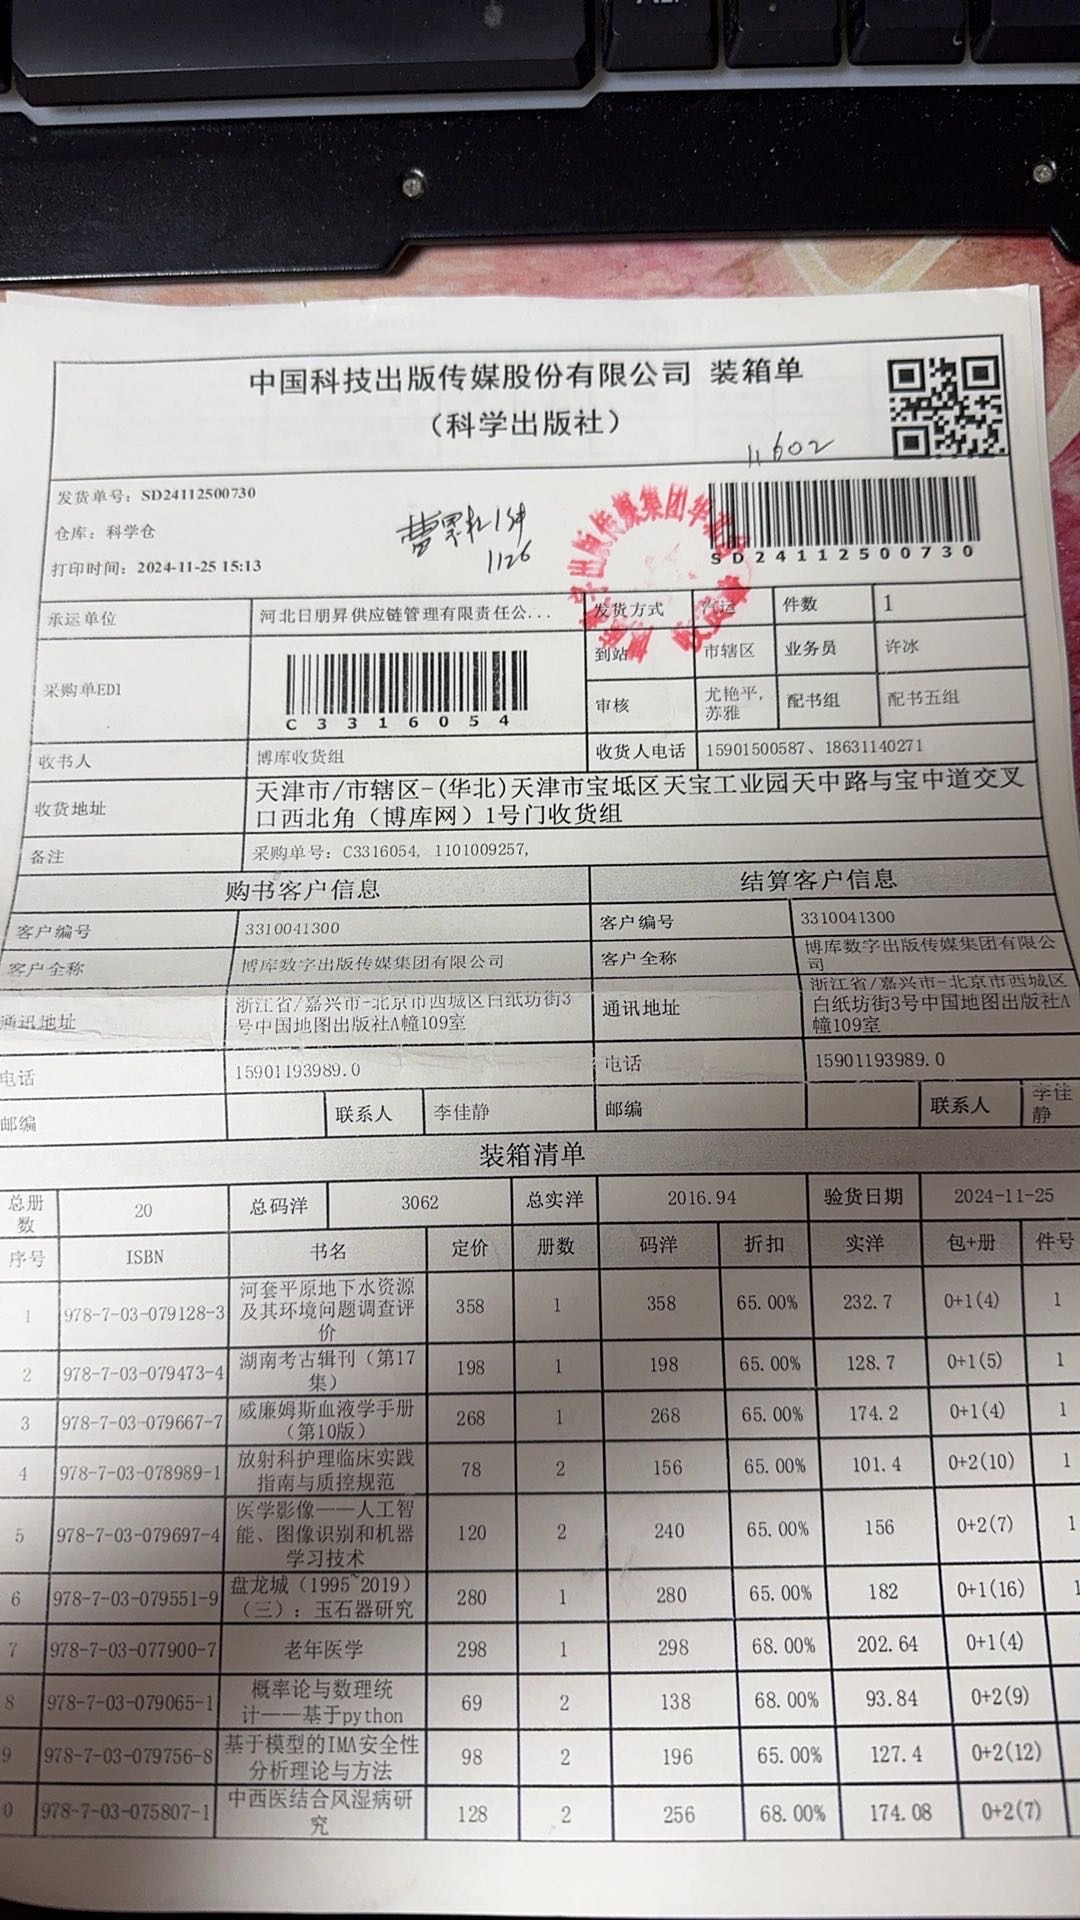 中国科技出版传媒股份有限公司 装箱单
（科学出版社）
11602
发货单号：SD24112500730
仓库：科学仓
打印时间：2024-11-25 15:13
1126
SD24112500730
承运单位 河北日朋昇供应链管理有限责任公... 发货方式 汽运 件数 1
采购单EDI C3316054 到站 市辖区 业务员 许冰
审核 尤艳平,
苏雅 配书组 配书五组
收书人 博库收货组 收货人电话 15901500587、18631140271
收货地址 天津市/市辖区-(华北)天津市宝坻区天宝工业园天中路与宝中道交叉
口西北角（博库网）1号门收货组
备注 采购单号：C3316054, 1101009257,
购书客户信息 结算客户信息
客户编号 3310041300 客户编号 3310041300
客户全称 博库数字出版传媒集团有限公司 客户全称 博库数字出版传媒集团有限公
司
通讯地址 浙江省/嘉兴市-北京市西城区白纸坊街3
号中国地图出版社A幢109室
通讯地址 浙江省/嘉兴市-北京市西城区
白纸坊街3号中国地图出版社A
幢109室
电话 15901193989.0 电话 15901193989.0
邮编 联系人 李佳静 邮编 联系人 李佳
静
装箱清单
总册
数 20 总码洋 3062 总实洋 2016.94 验货日期 2024-11-25
序号 ISBN 书名 定价 册数 码洋 折扣 实洋 包+册 件号
1 978-7-03-079128-3 河套平原地下水资源
及其环境问题调查评
价 358 1 358 65.00% 232.7 0+1(4) 1
2 978-7-03-079473-4 湖南考古辑刊（第17
集） 198 1 198 65.00% 128.7 0+1(5) 1
3 978-7-03-079667-7 威廉姆斯血液学手册
（第10版） 268 1 268 65.00% 174.2 0+1(4) 1
4 978-7-03-078989-1 放射科护理临床实践
指南与质控规范 78 2 156 65.00% 101.4 0+2(10) 1
5 978-7-03-079697-4 医学影像——人工智
能、图像识别和机器
学习技术 120 2 240 65.00% 156 0+2(7) 1
6 978-7-03-079551-9 盘龙城（1995~2019）
（三）：玉石器研究 280 1 280 65.00% 182 0+1(16) 1
7 978-7-03-077900-7 老年医学 298 1 298 68.00% 202.64 0+1(4)
8 978-7-03-079065-1 概率论与数理统
计——基于python 69 2 138 68.00% 93.84 0+2(9)
9 978-7-03-079756-8 基于模型的IMA安全性
分析理论与方法 98 2 196 65.00% 127.4 0+2(12)
0 978-7-03-075807-1 中西医结合风湿病研
究 128 2 256 68.00% 174.08 0+2(7)